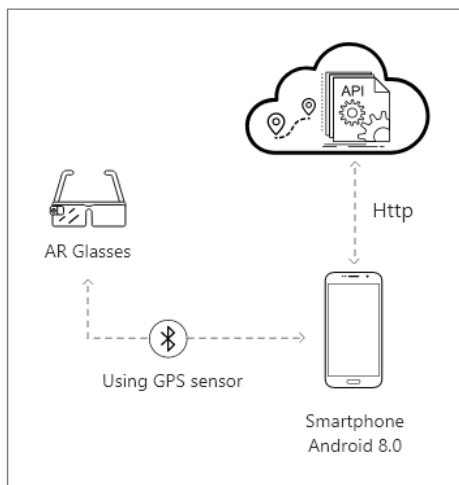 API
Http
AR Glasses
Using GPS sensor
Smartphone
Android 8.0